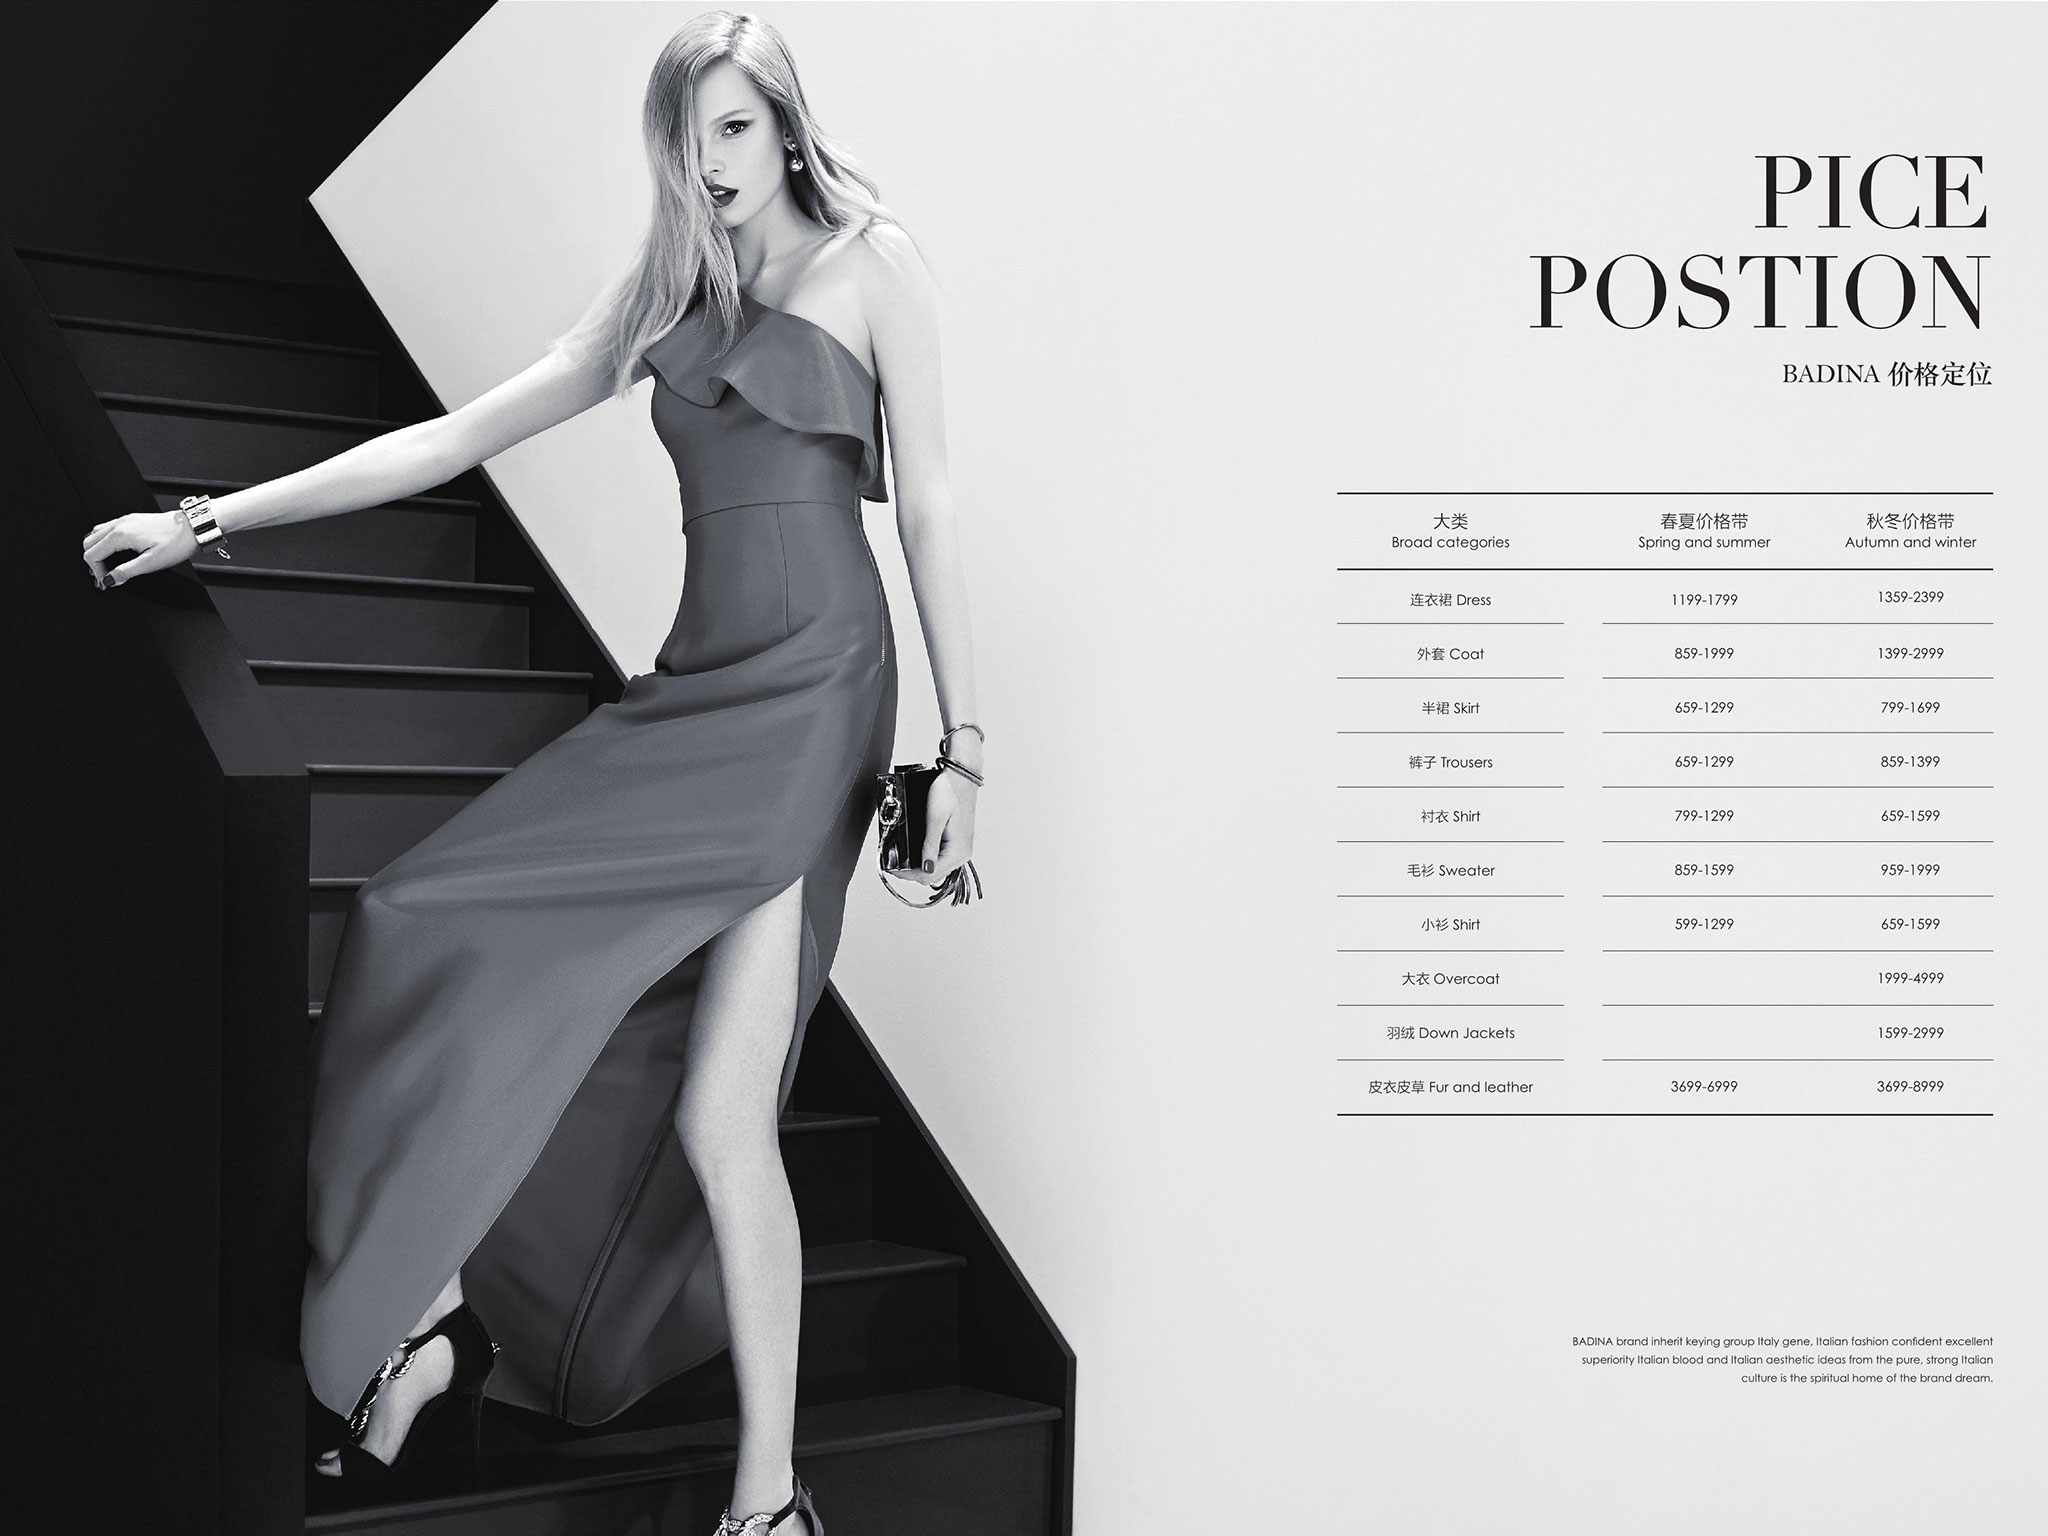 PICE
POSTION
BADINA 价格定位
大类 春夏价格带 秋冬价格带
Broad categories Spring and summer Autumn and winter
连衣裙 Dress 1199-1799 1359-2399
外套 Coat 859-1999 1399-2999
半裙 Skirt 659-1299 799-1699
裤子 Trousers 659-1299 859-1399
衬衣 Shirt 799-1299 659-1599
毛衫 Sweater 859-1599 959-1999
小衫 Shirt 599-1299 659-1599
大衣 Overcoat 1999-4999
羽绒 Down Jackets 1599-2999
皮衣皮草 Fur and leather 3699-6999 3699-8999
BADINA brand inherit keying group Italy gene, Italian fashion confident excellent
superiority Italian blood and Italian aesthetic ideas from the pure, strong Italian
culture is the spiritual home of the brand dream.